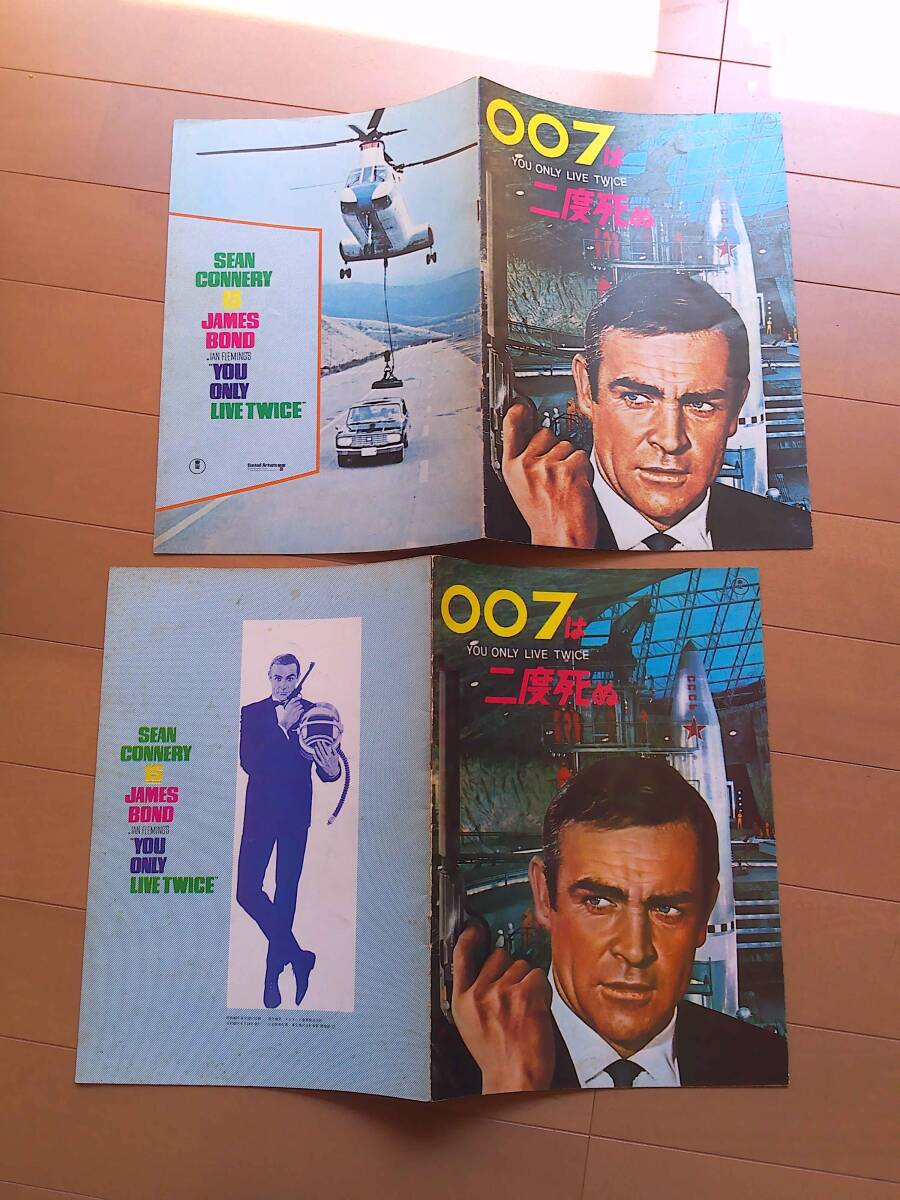 SEAN
CONNERY
IS
JAMES
BOND
IAN FLEMING'S
"YOU
ONLY
LIVE TWICE"
United Artists
007は
YOU ONLY LIVE TWICE
二度死ぬ
SEAN
CONNERY
IS
JAMES
BOND
IAN FLEMING'S
"YOU
ONLY
LIVE TWICE"
007は
YOU ONLY LIVE TWICE
二度死ぬ